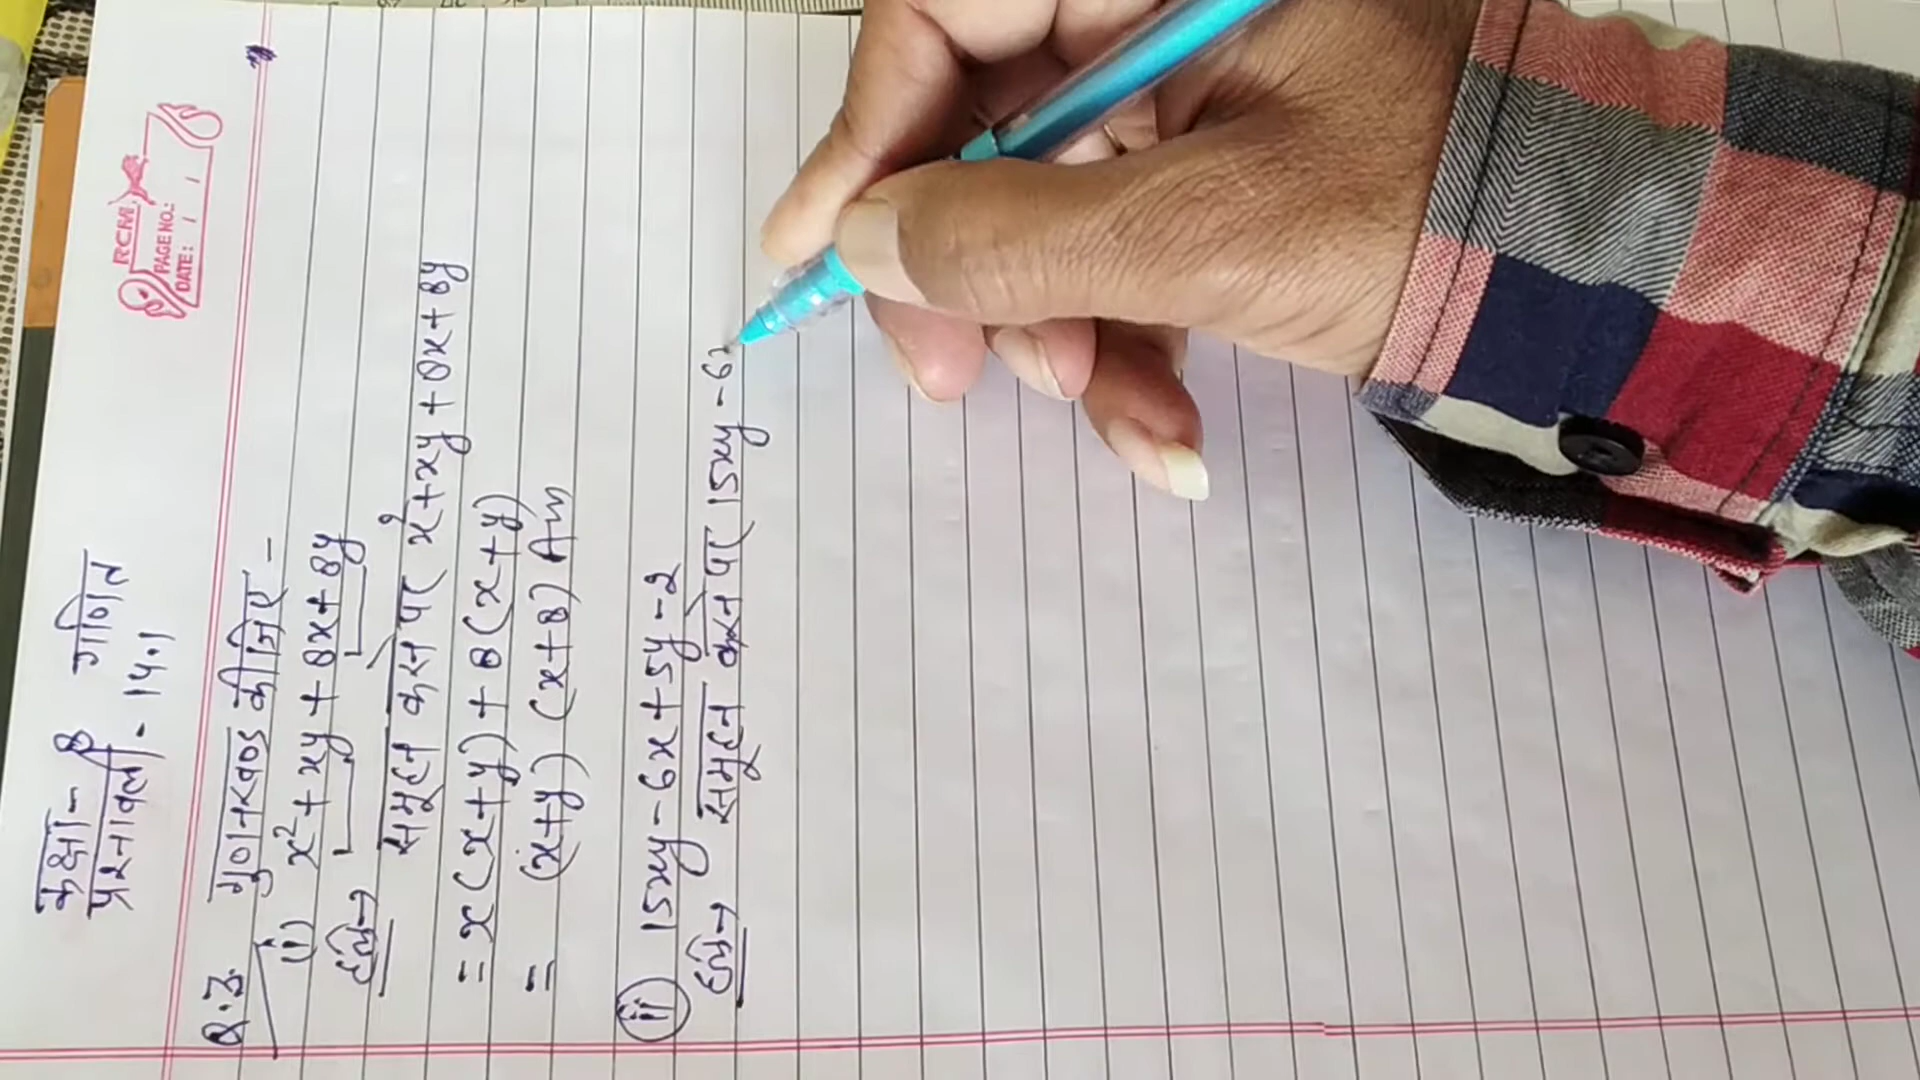 RCM
PAGE NO.:
DATE: / /
कक्षा - 8 गणित
प्रश्नावली - 14.1
Q.3. गुणनखण्ड कीजिए -
(i) x²+xy+8x+8y
हल→
समूहन करने पर x²+xy+8x+8y
= x(x+y)+8(x+y)
= (x+y) (x+8) Ans
(ii) 15xy-6x+5y-2
हल→ समूहन करने पर 15xy-6x